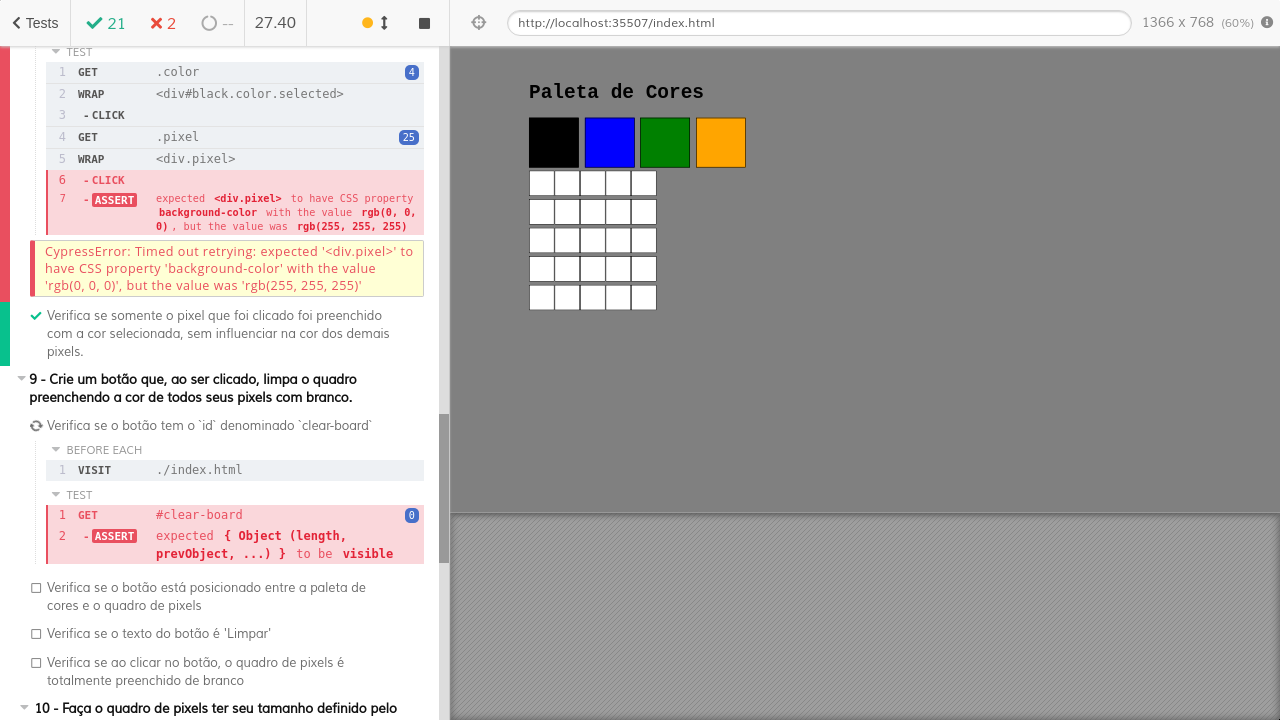 Tests
21
2
--
27.40
http://localhost:35507/index.html
1366 x 768 (60%)
TEST
1 GET .color 4
2 WRAP <div#black.color.selected>
3 - CLICK
4 GET .pixel 25
5 WRAP <div.pixel>
6 - CLICK
7 - ASSERT expected <div.pixel> to have CSS property
background-color with the value rgb(0, 0,
0) , but the value was rgb(255, 255, 255)
CypressError: Timed out retrying: expected '<div.pixel>' to
have CSS property 'background-color' with the value
'rgb(0, 0, 0)', but the value was 'rgb(255, 255, 255)'
Verifica se somente o pixel que foi clicado foi preenchido
com a cor selecionada, sem influenciar na cor dos demais
pixels.
9 - Crie um botão que, ao ser clicado, limpa o quadro
preenchendo a cor de todos seus pixels com branco.
Verifica se o botão tem o `id` denominado `clear-board`
BEFORE EACH
1 VISIT ./index.html
TEST
1 GET #clear-board 0
2 - ASSERT expected { Object (length,
prevObject, ...) } to be visible
Verifica se o botão está posicionado entre a paleta de
cores e o quadro de pixels
Verifica se o texto do botão é 'Limpar'
Verifica se ao clicar no botão, o quadro de pixels é
totalmente preenchido de branco
10 - Faça o quadro de pixels ter seu tamanho definido pelo
Paleta de Cores